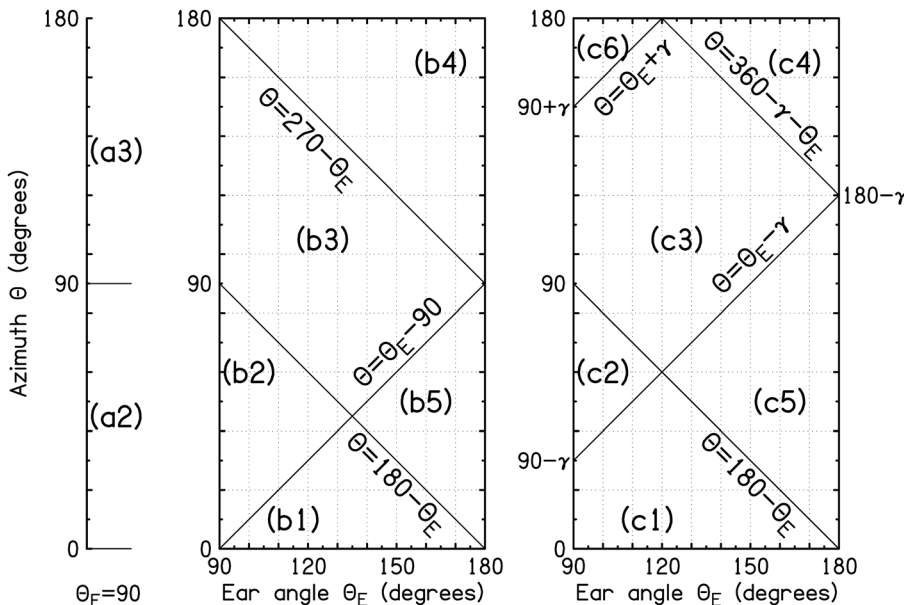 Azimuth Θ (degrees)
180
(a3)
90
(a2)
0
Θ_E=90
180
90
0
(b4)
Θ=270−Θ_E
(b3)
Θ=Θ_E−90
(b2)
(b5)
Θ=180−Θ_E
(b1)
90 120 150 180
Ear angle Θ_E (degrees)
180
90+γ
90
90−γ
0
(c6)
Θ=Θ_E+γ
Θ=360−γ−Θ_E
(c4)
180−γ
(c3)
Θ=Θ_E−γ
(c2)
(c5)
Θ=180−Θ_E
(c1)
90 120 150 180
Ear angle Θ_E (degrees)